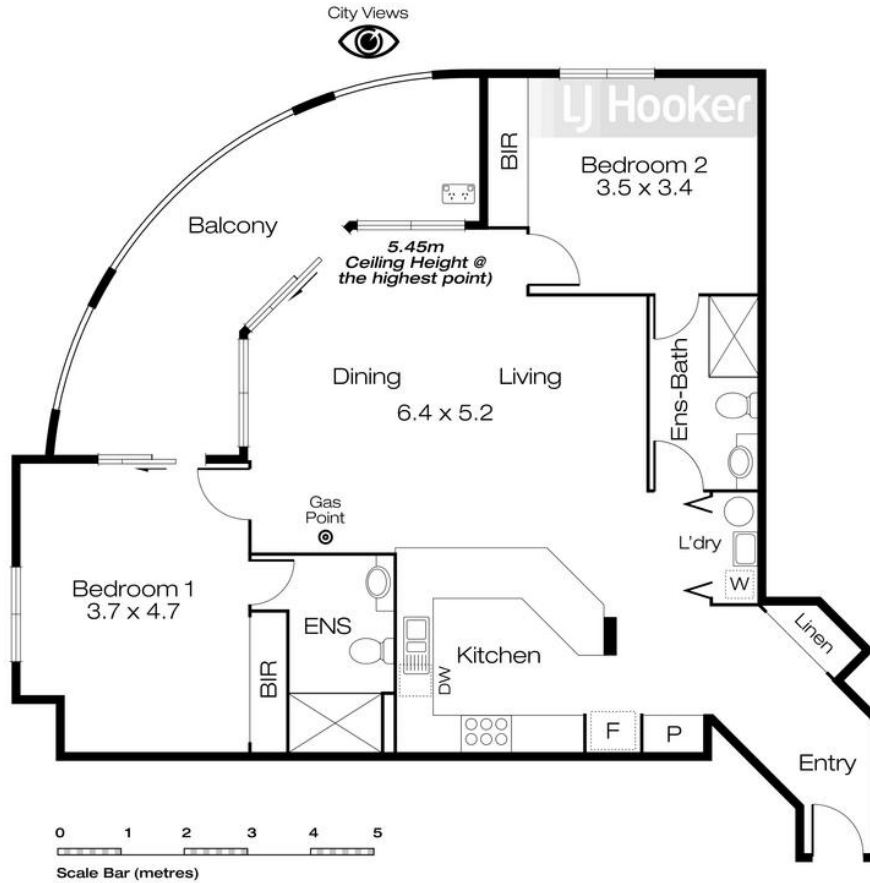 City Views
LJ Hooker
BIR
Bedroom 2
3.5 x 3.4
Balcony
5.45m
Ceiling Height @
the highest point)
Dining
Living
6.4 x 5.2
Ens-Bath
Gas
Point
L'dry
W
Bedroom 1
3.7 x 4.7
ENS
BIR
Kitchen
DW
Linen
F
P
Entry
0 1 2 3 4 5
Scale Bar (metres)